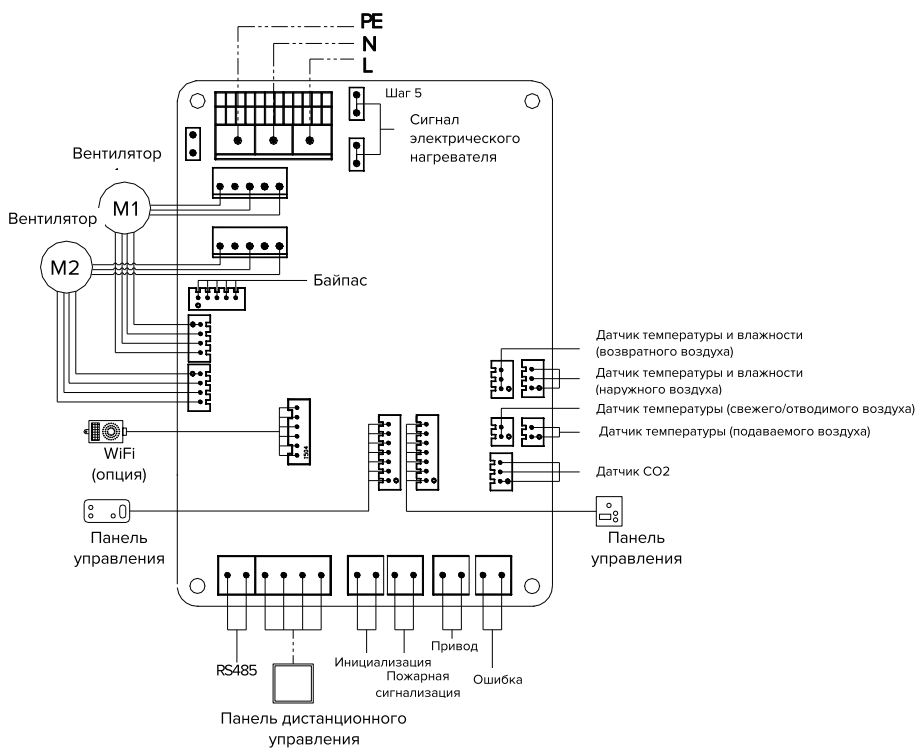 PE
N
L
Шаг 5
Сигнал
электрического
нагревателя
Вентилятор
M1
Вентилятор
M2
Байпас
Датчик температуры и влажности
(возвратного воздуха)
Датчик температуры и влажности
(наружного воздуха)
Датчик температуры (свежего/отводимого воздуха)
Датчик температуры (подаваемого воздуха)
Датчик CO2
WiFi
(опция)
Панель
управления
Панель
управления
RS485
Инициализация
Пожарная
сигнализация
Привод
Ошибка
Панель дистанционного
управления